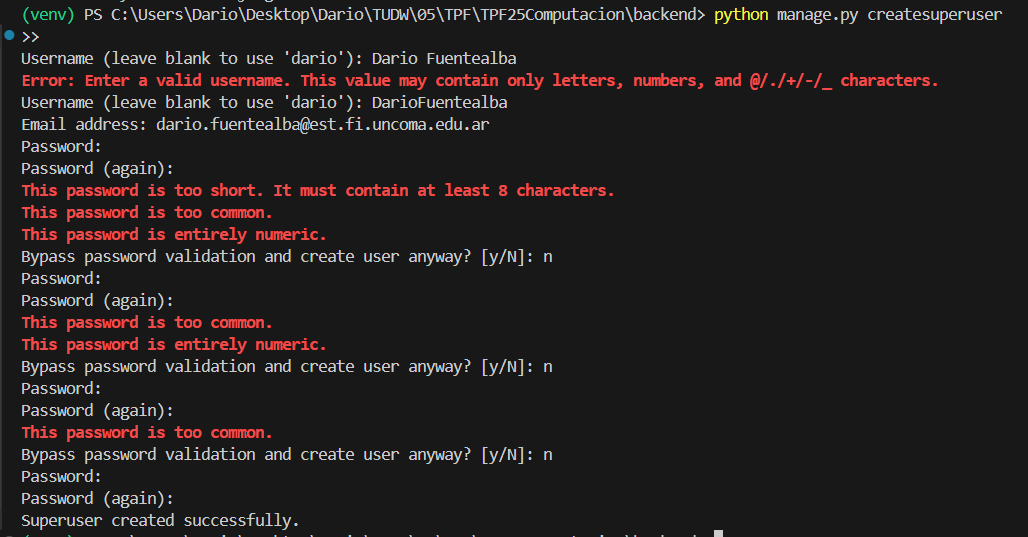 (venv) PS C:\Users\Dario\Desktop\Dario\TUDW\05\TPF\TPF25Computacion\backend> python manage.py createsuperuser
>>
Username (leave blank to use 'dario'): Dario Fuentealba
Error: Enter a valid username. This value may contain only letters, numbers, and @/./+/-/_ characters.
Username (leave blank to use 'dario'): DarioFuentealba
Email address: dario.fuentealba@est.fi.uncoma.edu.ar
Password:
Password (again):
This password is too short. It must contain at least 8 characters.
This password is too common.
This password is entirely numeric.
Bypass password validation and create user anyway? [y/N]: n
Password:
Password (again):
This password is too common.
This password is entirely numeric.
Bypass password validation and create user anyway? [y/N]: n
Password:
Password (again):
This password is too common.
Bypass password validation and create user anyway? [y/N]: n
Password:
Password (again):
Superuser created successfully.